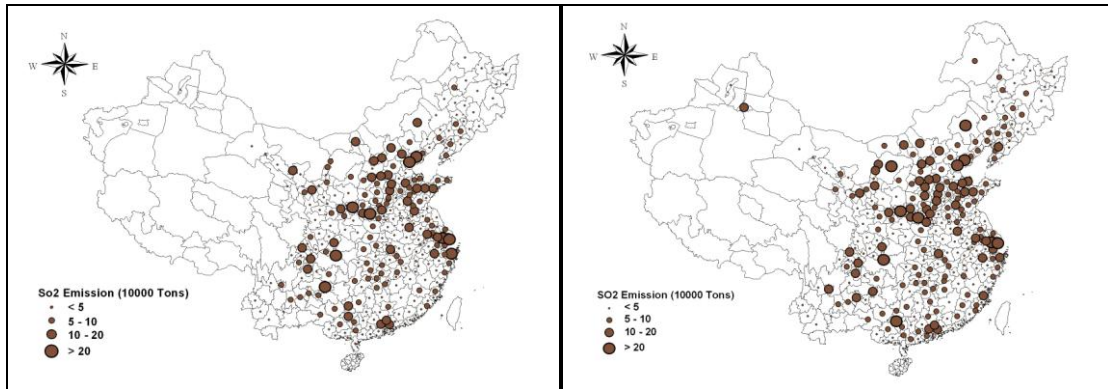 N
W E
S
So2 Emission (10000 Tons)
< 5
5 - 10
10 - 20
> 20
N
W E
S
SO2 Emission (10000 Tons)
< 5
5 - 10
10 - 20
> 20